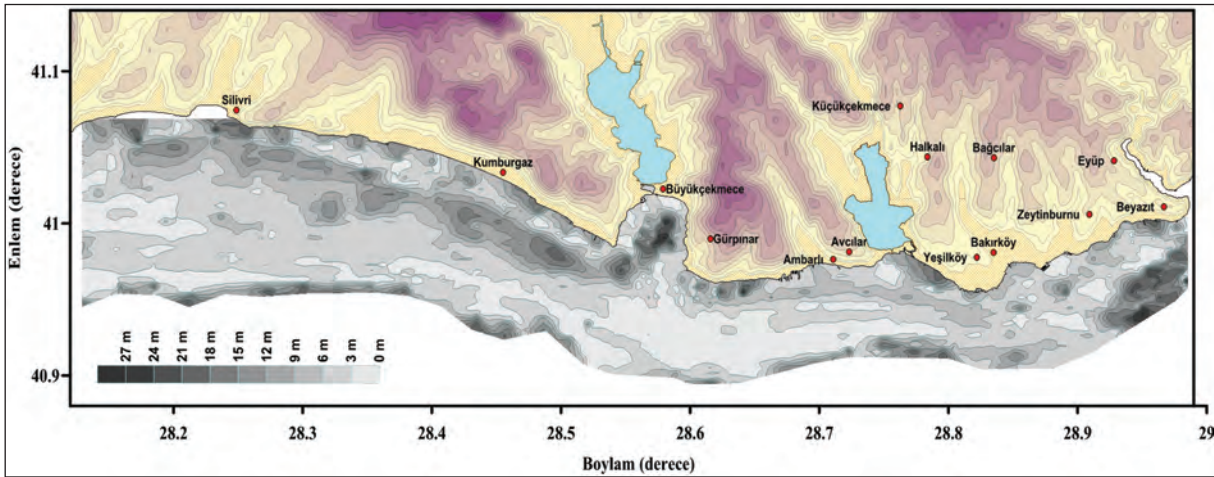 Enlem (derece)
41.1
41
40.9
Silivri
Kumburgaz
Büyükçekmece
Gürpınar
Ambarlı
Avcılar
Küçükçekmece
Halkalı
Bağcılar
Eyüp
Zeytinburnu
Beyazıt
Yeşilköy
Bakırköy
27 m
24 m
21 m
18 m
15 m
12 m
9 m
6 m
3 m
0 m
28.2
28.3
28.4
28.5
28.6
28.7
28.8
28.9
29
Boylam (derece)